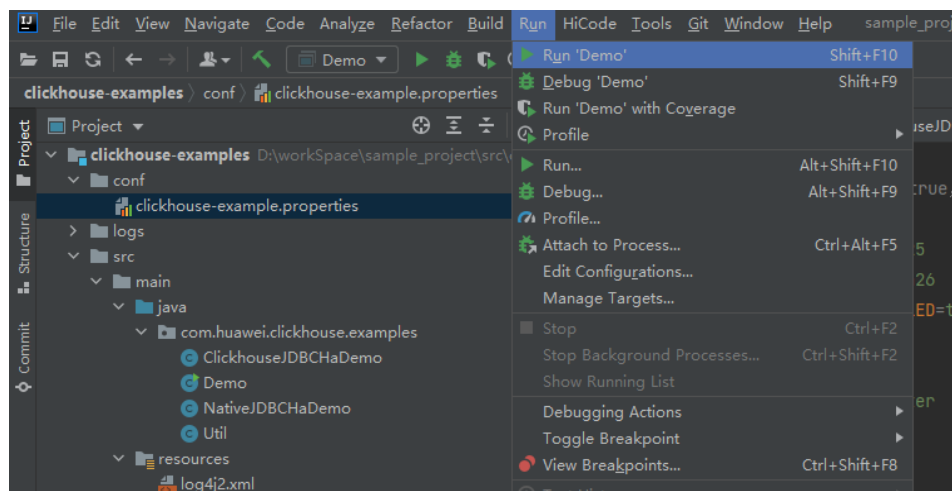 File Edit View Navigate Code Analyze Refactor Build Run HiCode Tools Git Window Help sample_proj
Demo
clickhouse-examples conf clickhouse-example.properties
Project
Project
clickhouse-examples D:\workSpace\sample_project\src\
conf
clickhouse-example.properties
logs
src
main
java
com.huawei.clickhouse.examples
ClickhouseJDBCHaDemo
Demo
NativeJDBCHaDemo
Util
resources
log4j2.xml
Structure
Commit
Run 'Demo' Shift+F10
Debug 'Demo' Shift+F9
Run 'Demo' with Coverage
Profile
Run... Alt+Shift+F10
Debug... Alt+Shift+F9
Profile...
Attach to Process... Ctrl+Alt+F5
Edit Configurations...
Manage Targets...
Stop Ctrl+F2
Stop Background Processes... Ctrl+Shift+F2
Show Running List
Debugging Actions
Toggle Breakpoint
View Breakpoints... Ctrl+Shift+F8
useJD
rue,
5
26
ED=t
er